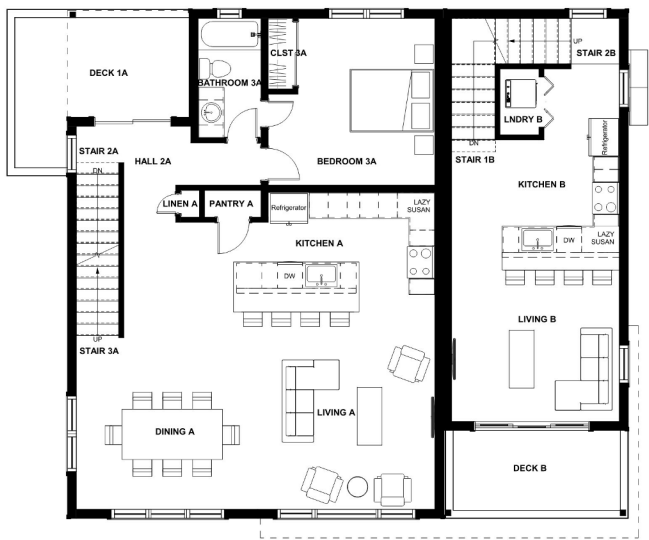 DECK 1A
CLST 3A
BATHROOM 3A
BEDROOM 3A
STAIR 2A
HALL 2A
DN
LINEN A
PANTRY A
Refrigerator
LAZY
SUSAN
KITCHEN A
DW
UP
STAIR 3A
DINING A
LIVING A
UP
STAIR 2B
LNDRY B
DN
STAIR 1B
Refrigerator
KITCHEN B
DW
LAZY
SUSAN
LIVING B
DECK B